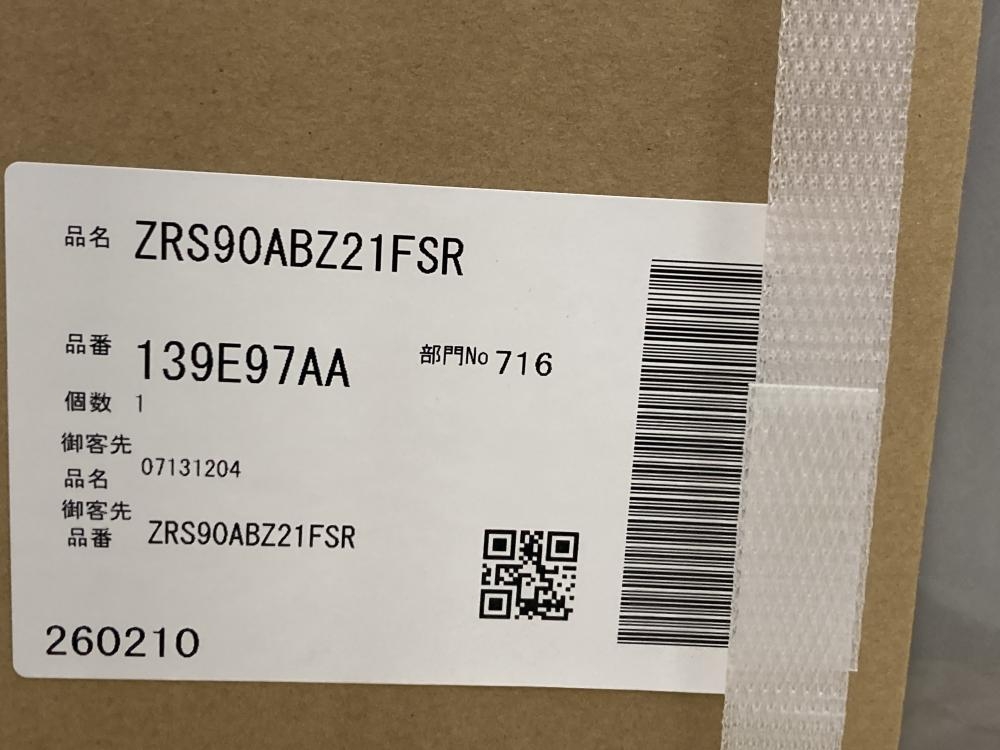 品名 ZRS90ABZ21FSR
品番 139E97AA 部門No 716
個数 1
御客先
品名 07131204
御客先
品番 ZRS90ABZ21FSR
260210